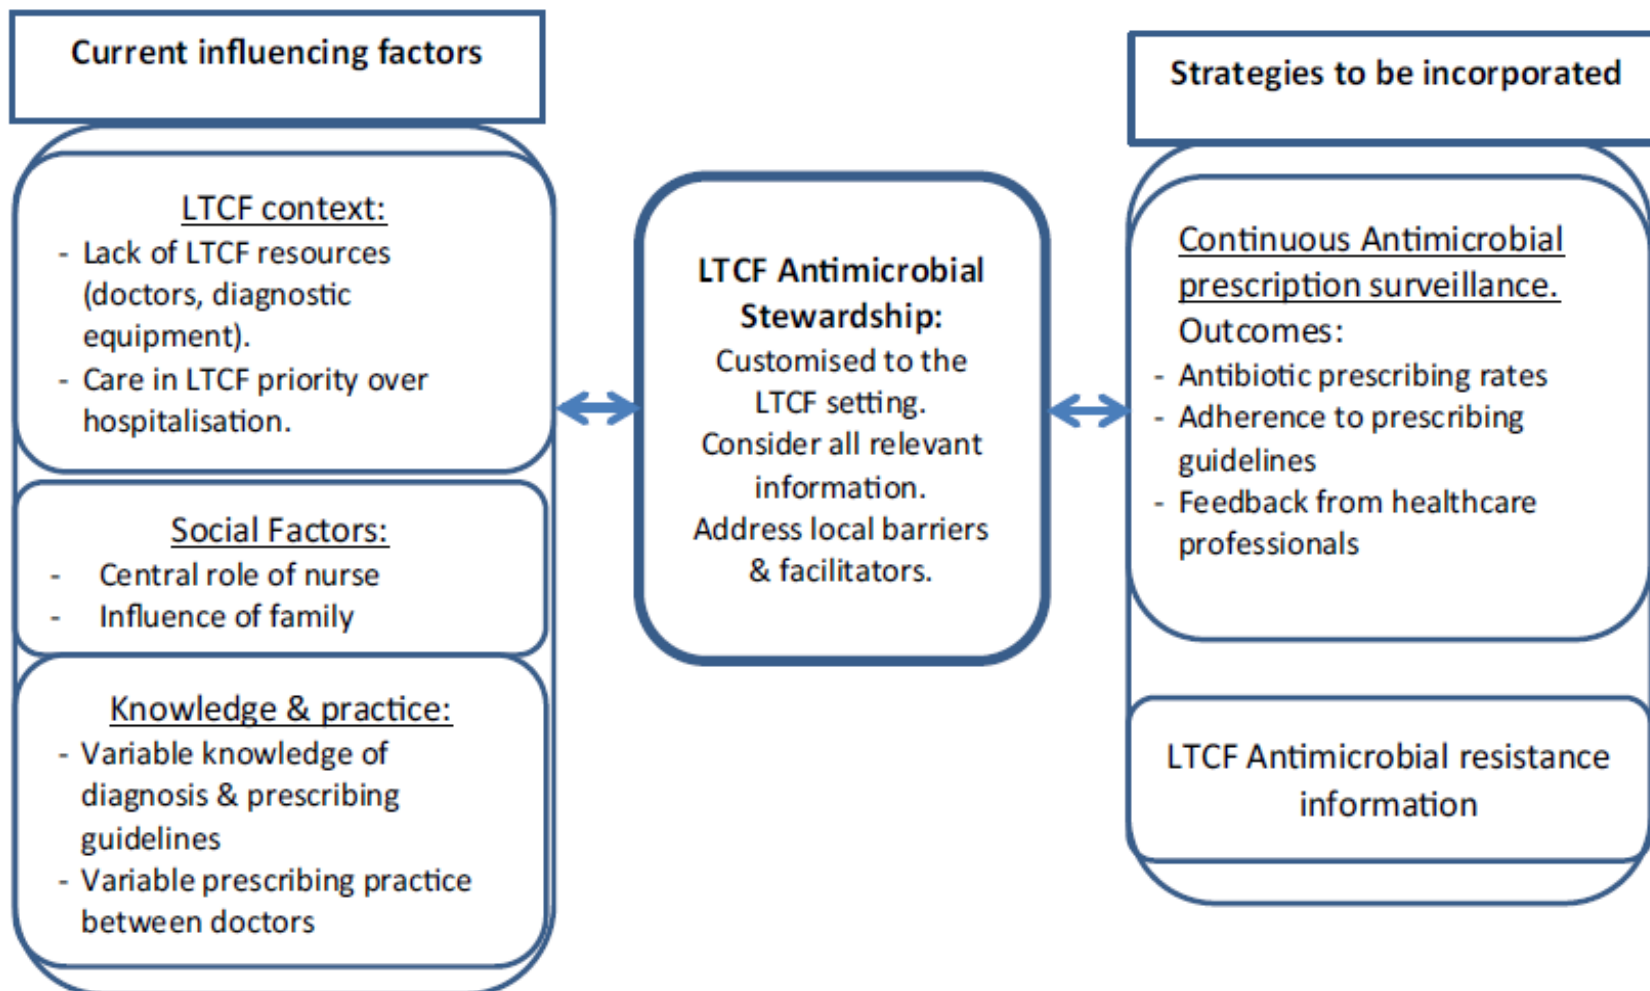 Current influencing factors
LTCF context:
- Lack of LTCF resources
(doctors, diagnostic
equipment).
- Care in LTCF priority over
hospitalisation.
Social Factors:
- Central role of nurse
- Influence of family
Knowledge & practice:
- Variable knowledge of
diagnosis & prescribing
guidelines
- Variable prescribing practice
between doctors
LTCF Antimicrobial
Stewardship:
Customised to the
LTCF setting.
Consider all relevant
information.
Address local barriers
& facilitators.
Strategies to be incorporated
Continuous Antimicrobial
prescription surveillance.
Outcomes:
- Antibiotic prescribing rates
- Adherence to prescribing
guidelines
- Feedback from healthcare
professionals
LTCF Antimicrobial resistance
information